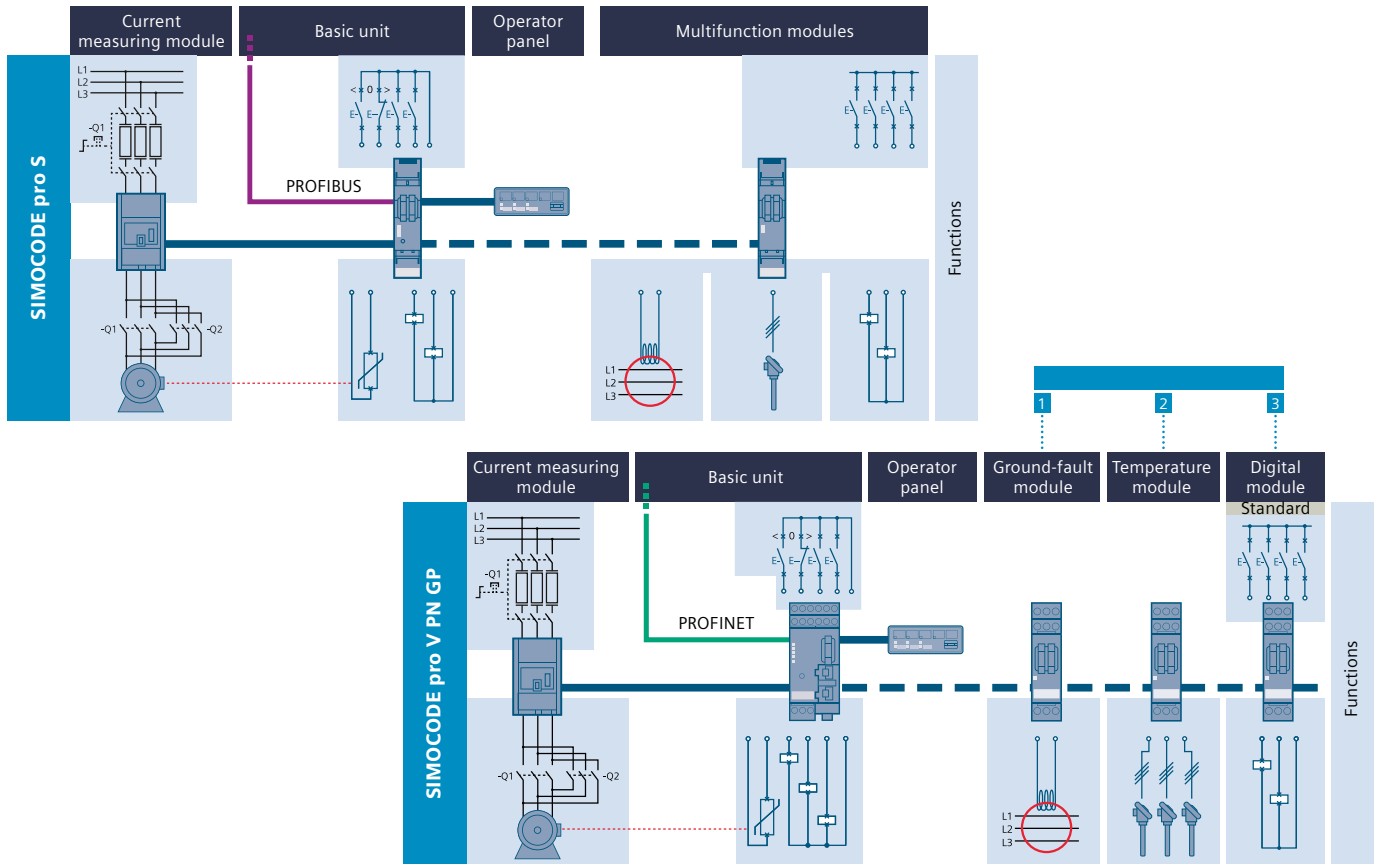 Current
measuring module
Basic unit
Operator
panel
Multifunction modules
SIMOCODE pro S
L1
L2
L3
-Q1
< 0 >
E- E- E- E-
E- E- E- E-
PROFIBUS
Functions
-Q1
-Q2
L1
L2
L3
1
2
3
Current measuring
module
Basic unit
Operator
panel
Ground-fault
module
Temperature
module
Digital
module
Standard
SIMOCODE pro V PN GP
L1
L2
L3
-Q1
< 0 >
E- E- E- E-
E- E- E- E-
PROFINET
Functions
-Q1
-Q2
L1
L2
L3